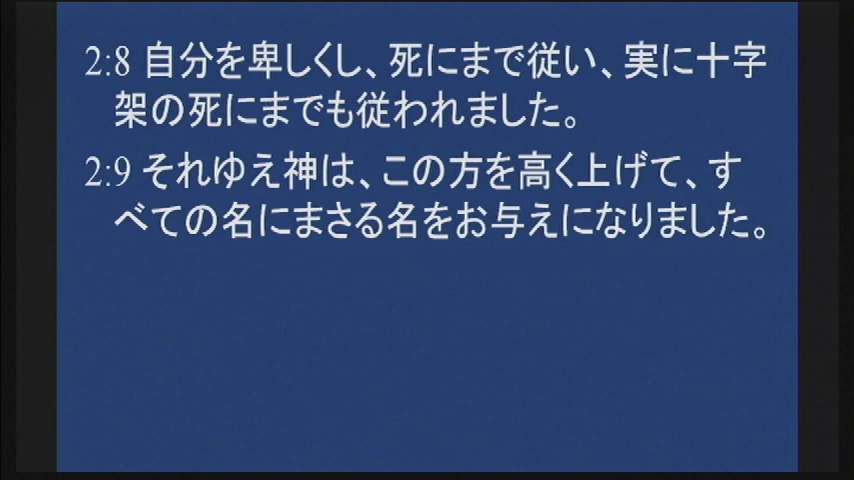 2:8 自分を卑しくし、死にまで従い、実に十字
架の死にまでも従われました。
2:9 それゆえ神は、この方を高く上げて、す
べての名にまさる名をお与えになりました。